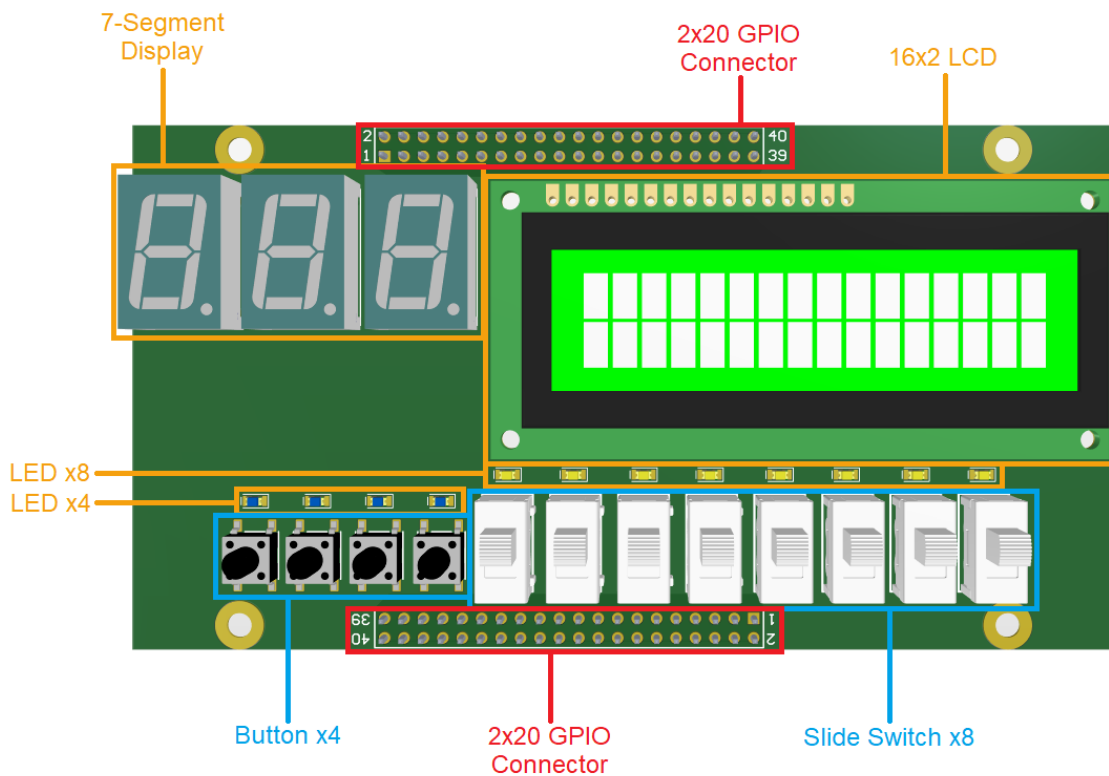 7-Segment
Display
2x20 GPIO
Connector
16x2 LCD
2
40
1
39
LED x8
LED x4
39
1
40
2
Button x4
2x20 GPIO
Connector
Slide Switch x8